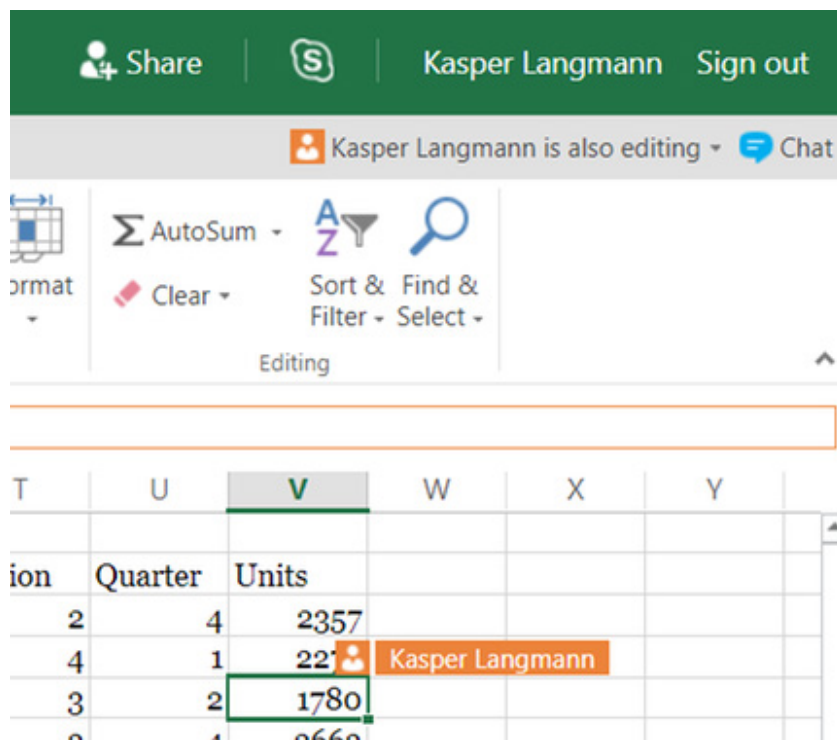 Share Kasper Langmann Sign out
Kasper Langmann is also editing Chat
AutoSum
Clear
Sort & Filter
Find & Select
Editing
T U V W X Y
Quarter Units
2 4 2357
4 1 Kasper Langmann
3 2 1780